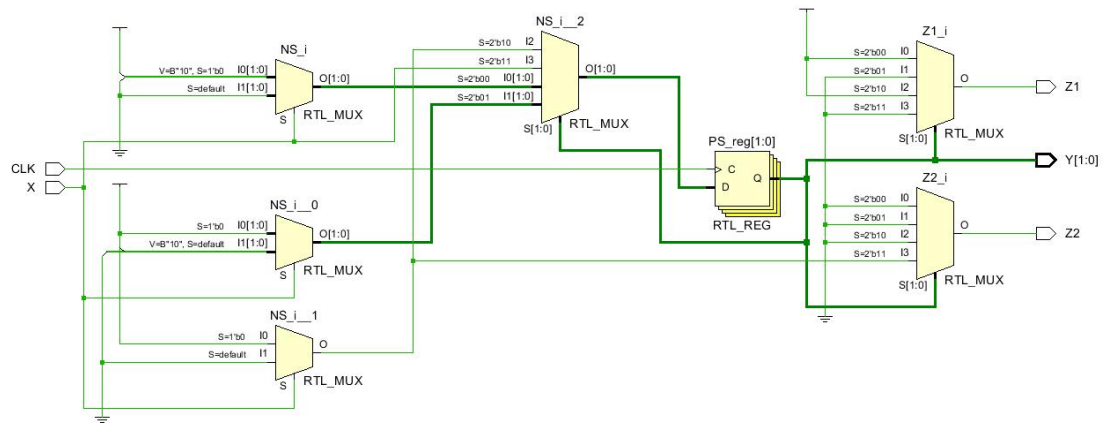 NS_i
V=B"10", S=1'b0 I0[1:0]
S=default I1[1:0]
O[1:0]
S
RTL_MUX
NS_i__2
S=2'b10 I2
S=2'b11 I3
S=2'b00 I0[1:0]
S=2'b01 I1[1:0]
O[1:0]
S[1:0]
RTL_MUX
Z1_i
S=2'b00 I0
S=2'b01 I1
S=2'b10 I2
S=2'b11 I3
O
S[1:0]
RTL_MUX
Z1
CLK
X
PS_reg[1:0]
C
D
Q
RTL_REG
Y[1:0]
NS_i__0
S=1'b0 I0[1:0]
V=B"10", S=default I1[1:0]
O[1:0]
S
RTL_MUX
Z2_i
S=2'b00 I0
S=2'b01 I1
S=2'b10 I2
S=2'b11 I3
O
S[1:0]
RTL_MUX
Z2
NS_i__1
S=1'b0 I0
S=default I1
O
S
RTL_MUX